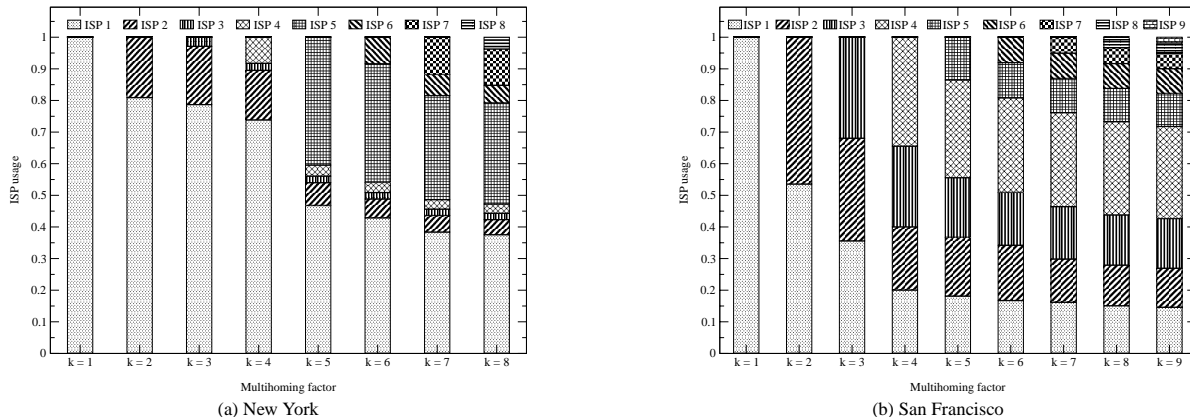 ISP 1 ISP 2 ISP 3 ISP 4 ISP 5 ISP 6 ISP 7 ISP 8
1
0.9
0.8
0.7
0.6
0.5
0.4
0.3
0.2
0.1
0
ISP usage
k = 1 k = 2 k = 3 k = 4 k = 5 k = 6 k = 7 k = 8
Multihoming factor
(a) New York
ISP 1 ISP 2 ISP 3 ISP 4 ISP 5 ISP 6 ISP 7 ISP 8 ISP 9
1
0.9
0.8
0.7
0.6
0.5
0.4
0.3
0.2
0.1
0
ISP usage
k = 1 k = 2 k = 3 k = 4 k = 5 k = 6 k = 7 k = 8 k = 9
Multihoming factor
(b) San Francisco